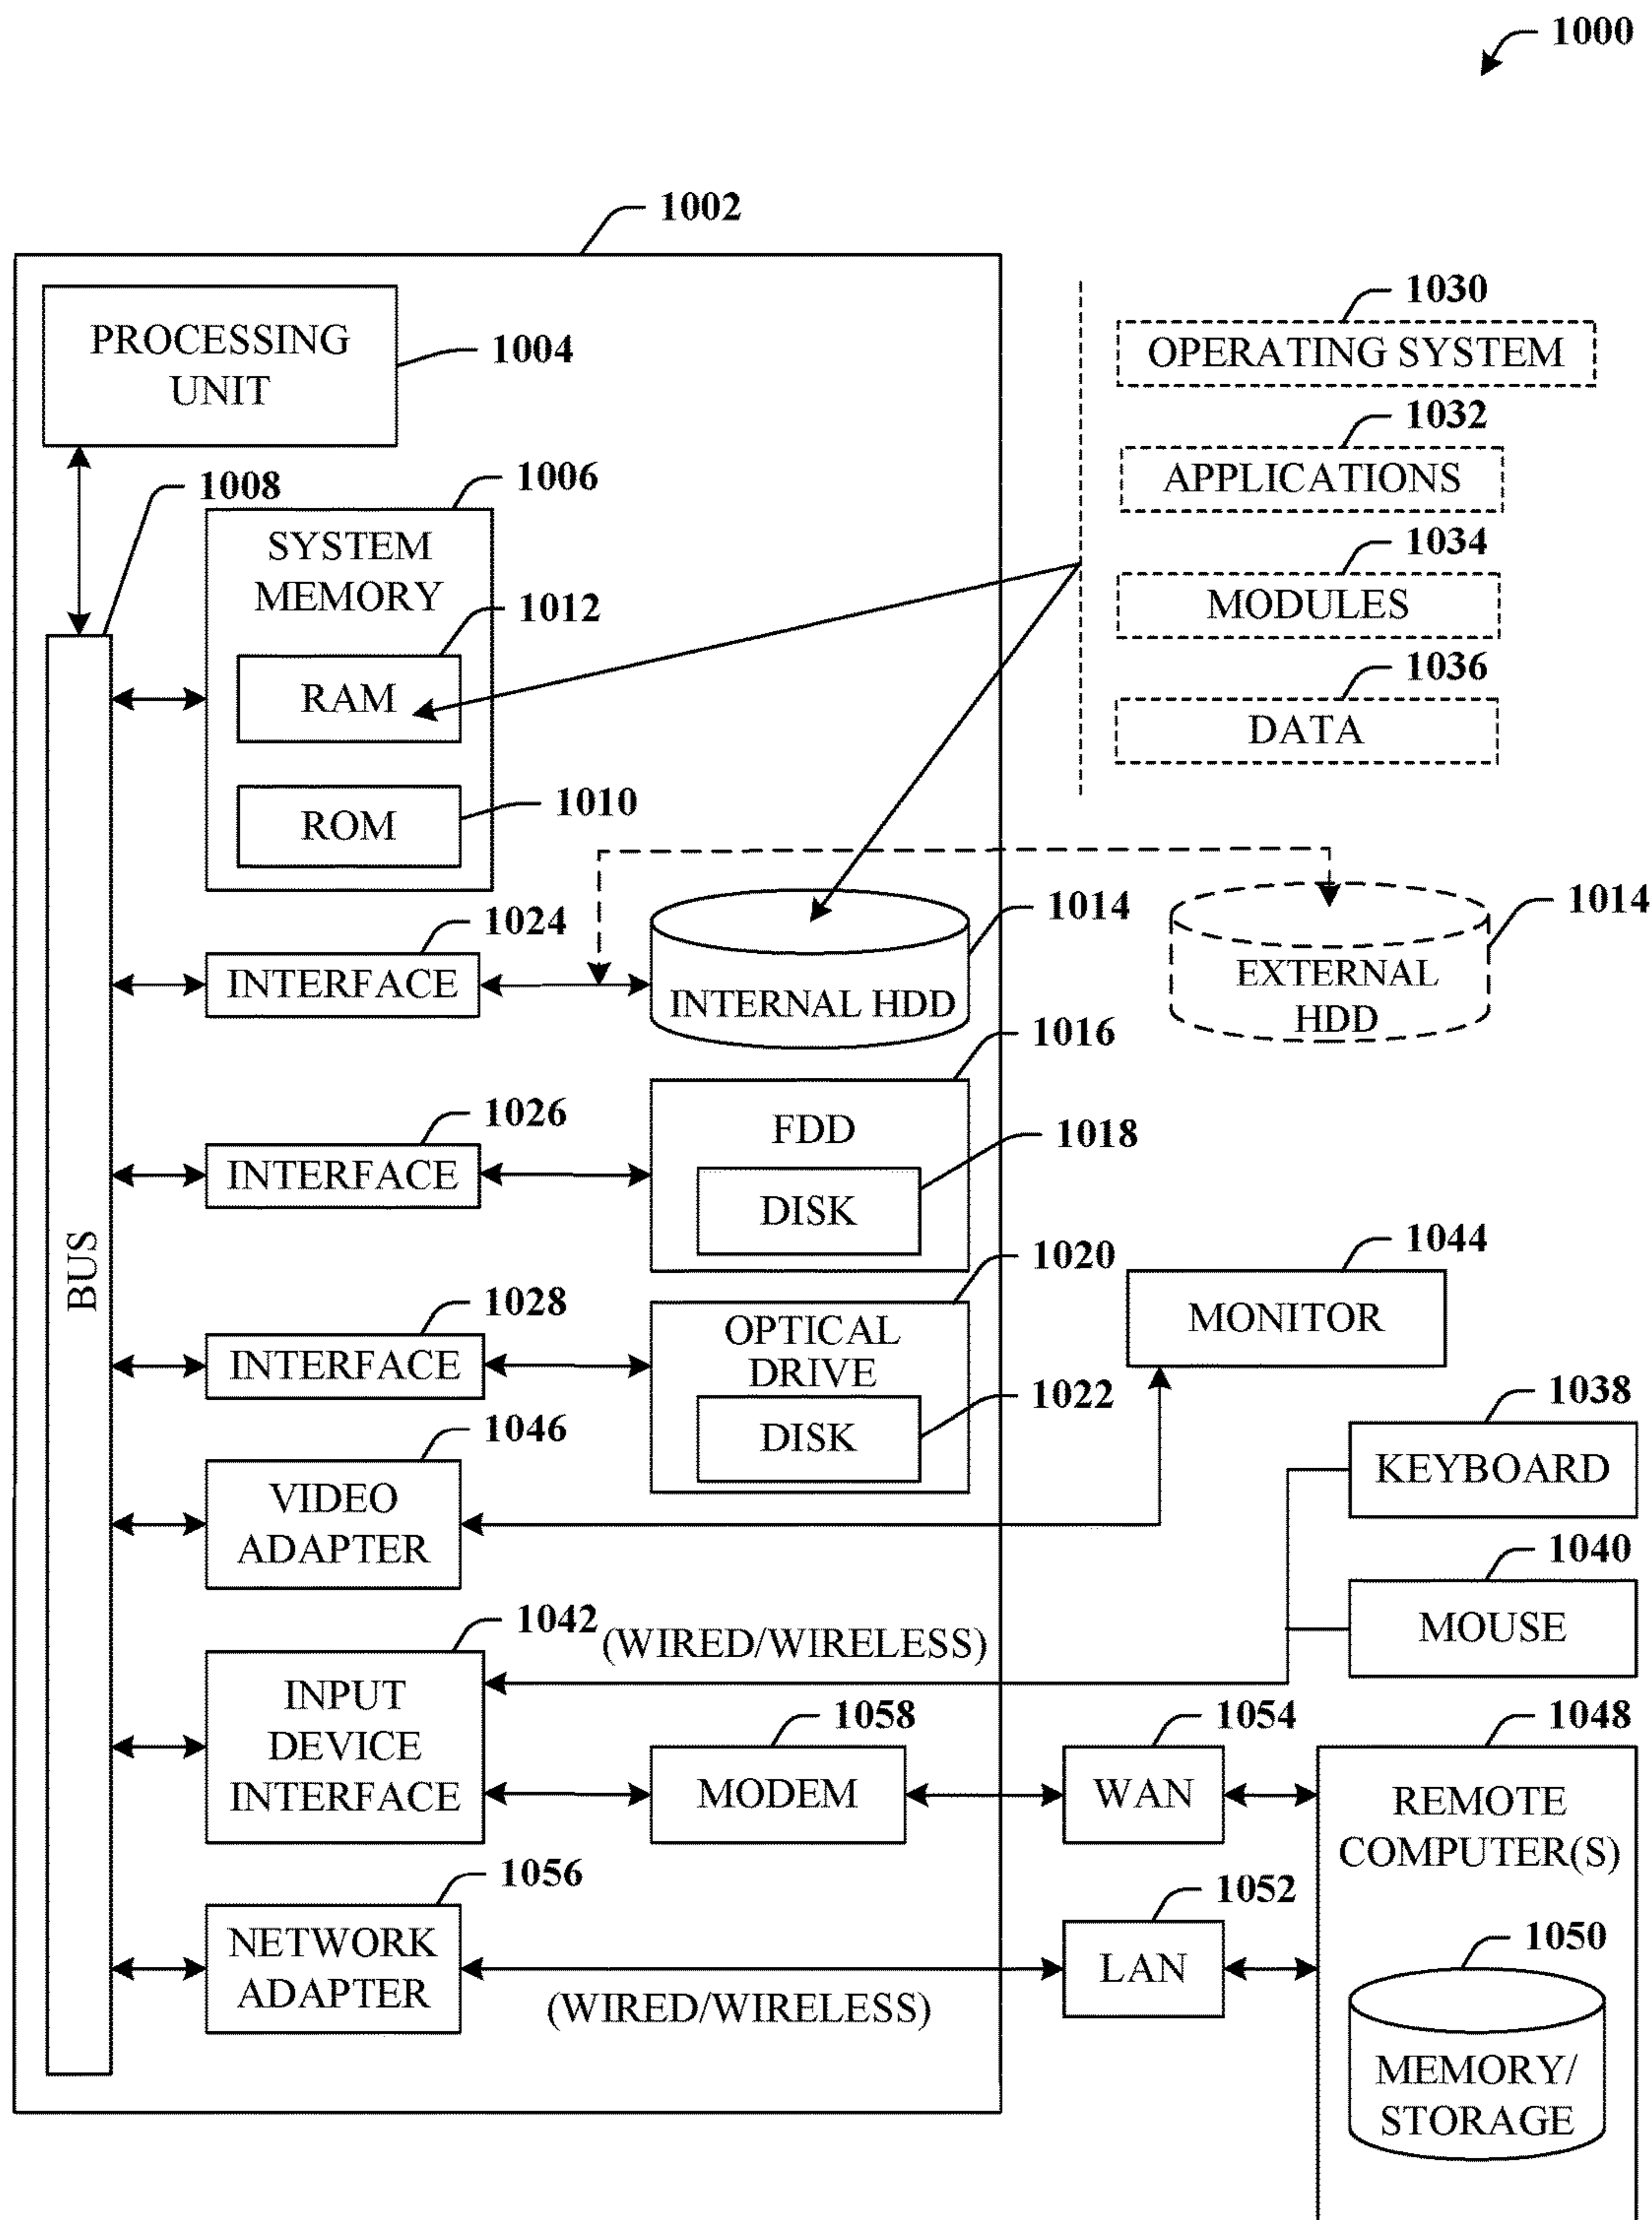 1000
1002
PROCESSING
UNIT
1004
1030
OPERATING SYSTEM
1032
APPLICATIONS
1008
1006
SYSTEM
MEMORY
1034
MODULES
1012
RAM
1036
DATA
1010
ROM
1024
INTERFACE
1014
INTERNAL HDD
1014
EXTERNAL
HDD
1016
FDD
1026
INTERFACE
1018
DISK
BUS
1020
OPTICAL
DRIVE
1028
INTERFACE
1022
DISK
1044
MONITOR
1038
KEYBOARD
1046
VIDEO
ADAPTER
1040
MOUSE
1042
(WIRED/WIRELESS)
INPUT
DEVICE
INTERFACE
1058
MODEM
1054
WAN
1048
REMOTE
COMPUTER(S)
1056
NETWORK
ADAPTER
(WIRED/WIRELESS)
1052
LAN
1050
MEMORY/
STORAGE